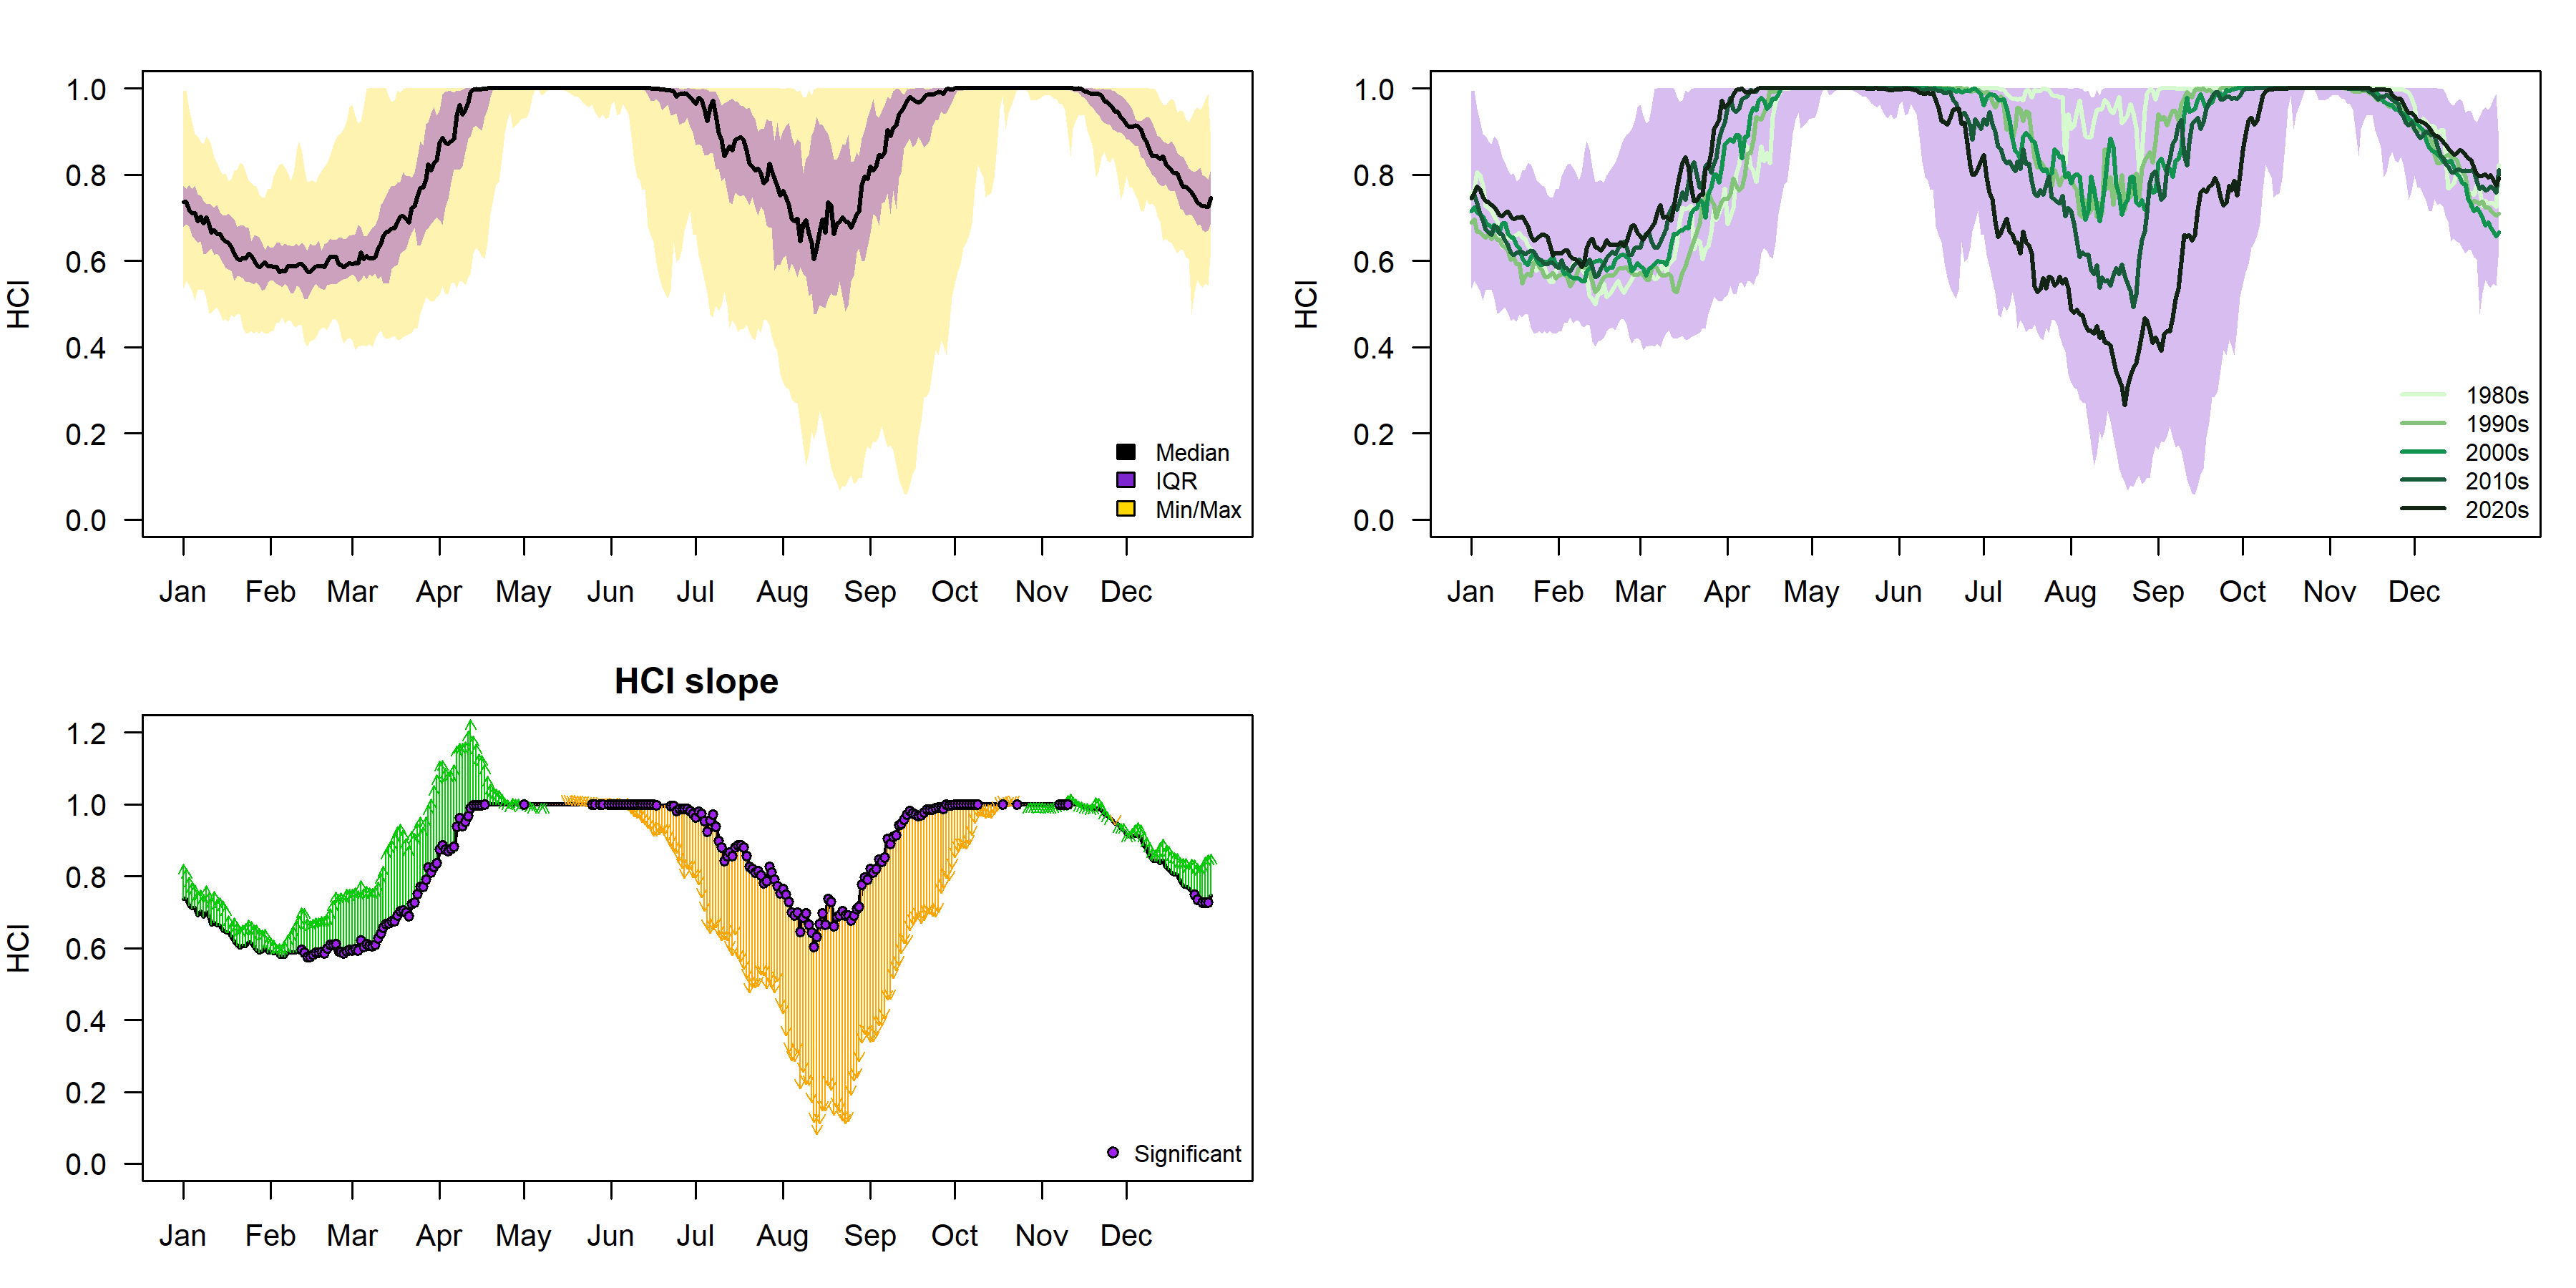 HCI
1.0
0.8
0.6
0.4
0.2
0.0
Median
IQR
Min/Max
Jan Feb Mar Apr May Jun Jul Aug Sep Oct Nov Dec
HCI
1.0
0.8
0.6
0.4
0.2
0.0
1980s
1990s
2000s
2010s
2020s
Jan Feb Mar Apr May Jun Jul Aug Sep Oct Nov Dec
HCI slope
HCI
1.2
1.0
0.8
0.6
0.4
0.2
0.0
Significant
Jan Feb Mar Apr May Jun Jul Aug Sep Oct Nov Dec